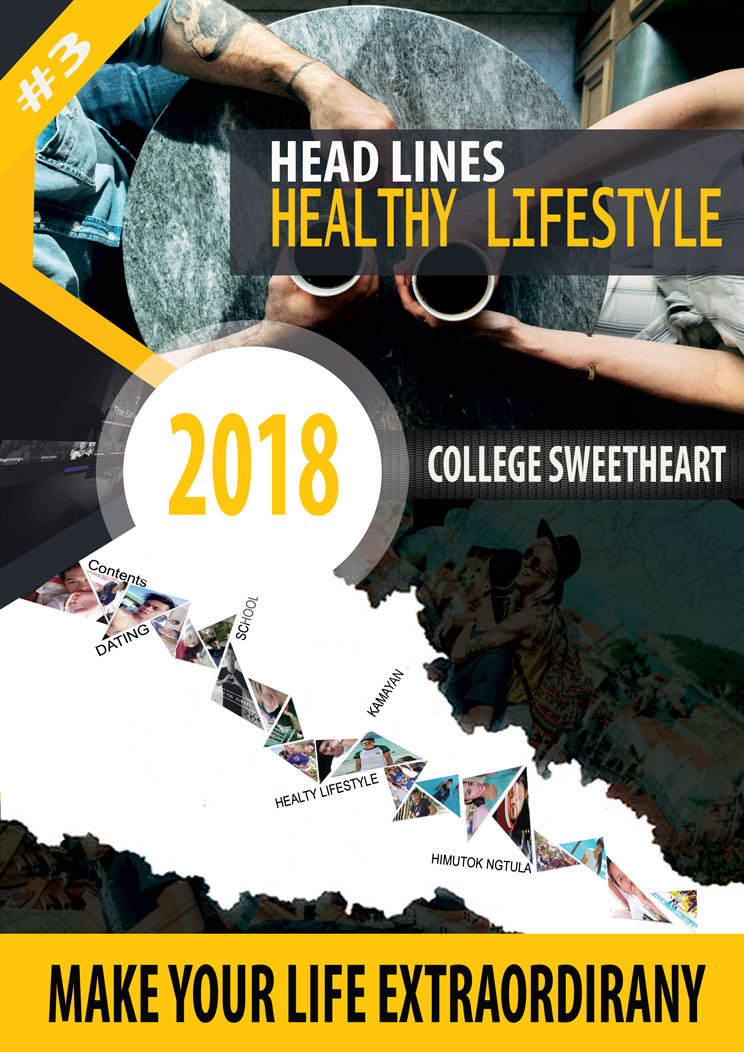 #3
HEAD LINES
HEALTHY LIFESTYLE
2018
COLLEGE SWEETHEART
Contents
DATING
SCHOOL
KAMAYAN
HEALTY LIFESTYLE
HIMUTOK NGTULA
MAKE YOUR LIFE EXTRAORDIRANY